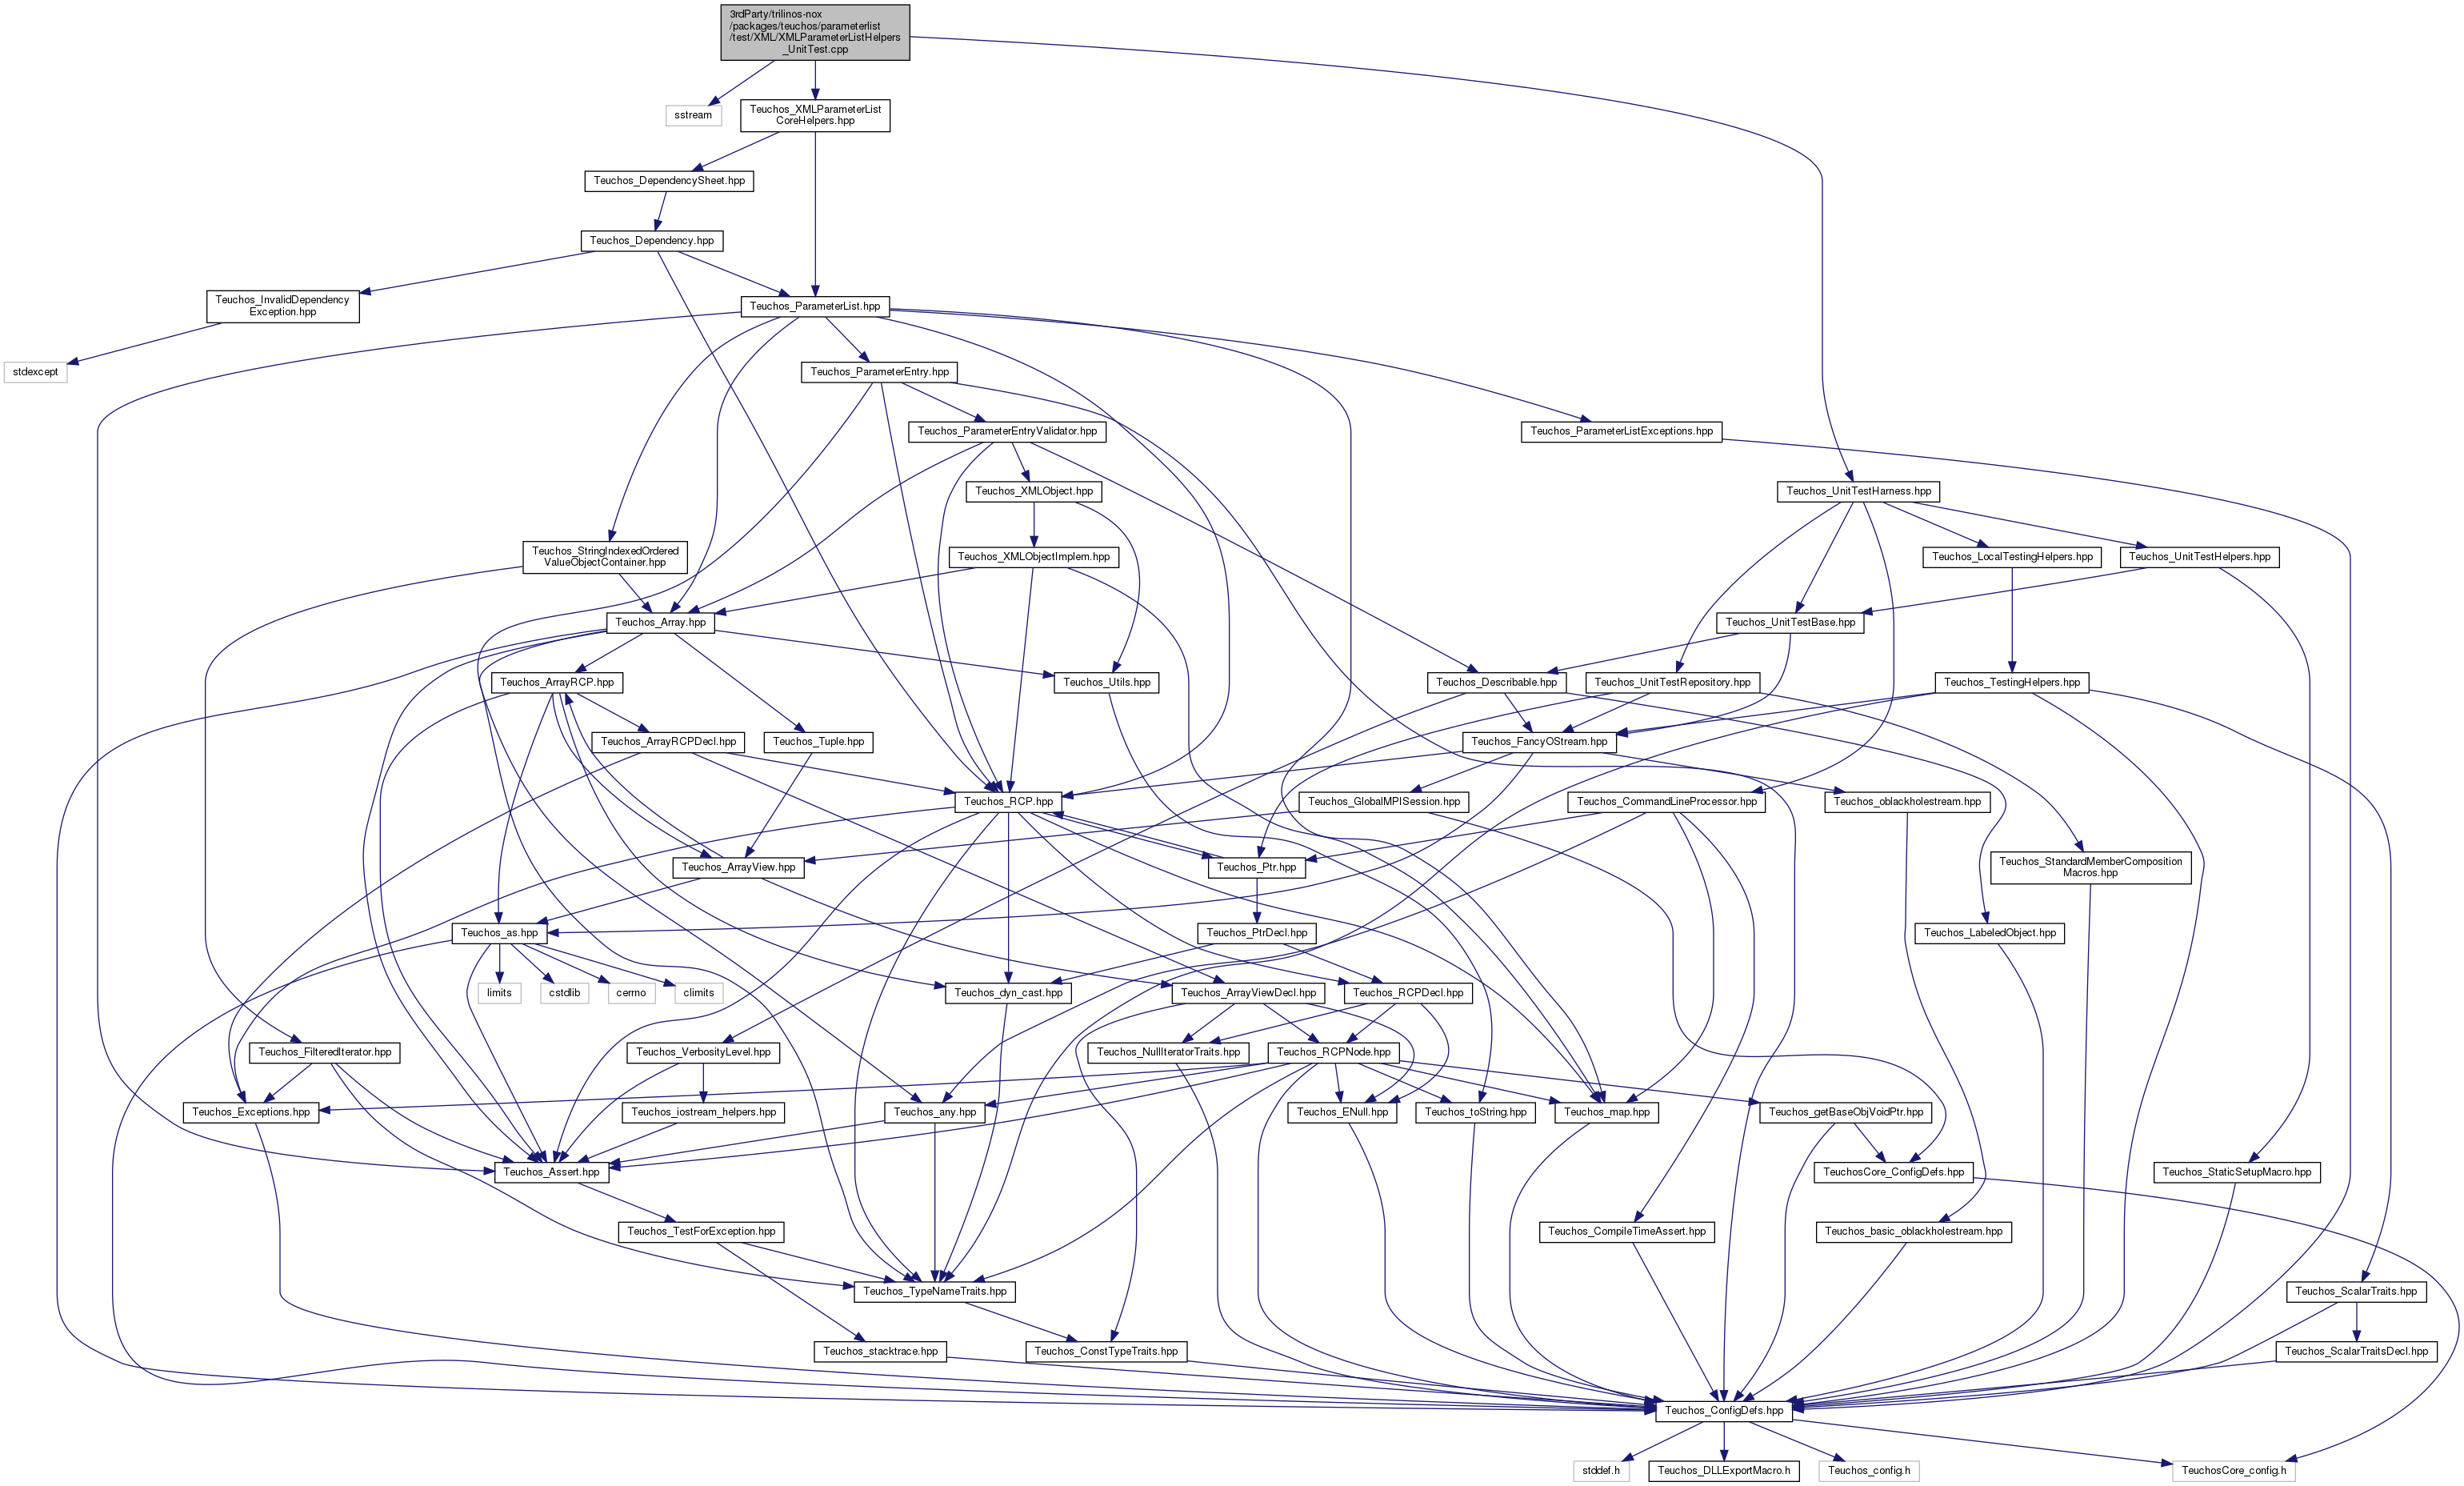 3rdParty/trilinos-nox
/packages/teuchos/parameterlist
/test/XML/XMLParameterListHelpers
_UnitTest.cpp
sstream
Teuchos_XMLParameterList
CoreHelpers.hpp
Teuchos_DependencySheet.hpp
Teuchos_Dependency.hpp
Teuchos_InvalidDependency
Exception.hpp
Teuchos_ParameterList.hpp
stdexcept
Teuchos_ParameterEntry.hpp
Teuchos_ParameterEntryValidator.hpp
Teuchos_ParameterListExceptions.hpp
Teuchos_XMLObject.hpp
Teuchos_UnitTestHarness.hpp
Teuchos_StringIndexedOrdered
ValueObjectContainer.hpp
Teuchos_XMLObjectImplem.hpp
Teuchos_LocalTestingHelpers.hpp
Teuchos_UnitTestHelpers.hpp
Teuchos_Array.hpp
Teuchos_UnitTestBase.hpp
Teuchos_ArrayRCP.hpp
Teuchos_Utils.hpp
Teuchos_Describable.hpp
Teuchos_UnitTestRepository.hpp
Teuchos_TestingHelpers.hpp
Teuchos_ArrayRCPDecl.hpp
Teuchos_Tuple.hpp
Teuchos_FancyOStream.hpp
Teuchos_RCP.hpp
Teuchos_GlobalMPISession.hpp
Teuchos_CommandLineProcessor.hpp
Teuchos_oblackholestream.hpp
Teuchos_ArrayView.hpp
Teuchos_Ptr.hpp
Teuchos_StandardMemberComposition
Macros.hpp
Teuchos_as.hpp
Teuchos_PtrDecl.hpp
Teuchos_LabeledObject.hpp
limits
cstdlib
cerrno
climits
Teuchos_dyn_cast.hpp
Teuchos_ArrayViewDecl.hpp
Teuchos_RCPDecl.hpp
Teuchos_FilteredIterator.hpp
Teuchos_VerbosityLevel.hpp
Teuchos_NullIteratorTraits.hpp
Teuchos_RCPNode.hpp
Teuchos_Exceptions.hpp
Teuchos_iostream_helpers.hpp
Teuchos_any.hpp
Teuchos_ENull.hpp
Teuchos_toString.hpp
Teuchos_map.hpp
Teuchos_getBaseObjVoidPtr.hpp
Teuchos_Assert.hpp
TeuchosCore_ConfigDefs.hpp
Teuchos_StaticSetupMacro.hpp
Teuchos_TestForException.hpp
Teuchos_CompileTimeAssert.hpp
Teuchos_basic_oblackholestream.hpp
Teuchos_TypeNameTraits.hpp
Teuchos_ScalarTraits.hpp
Teuchos_stacktrace.hpp
Teuchos_ConstTypeTraits.hpp
Teuchos_ScalarTraitsDecl.hpp
Teuchos_ConfigDefs.hpp
stddef.h
Teuchos_DLLExportMacro.h
Teuchos_config.h
TeuchosCore_config.h